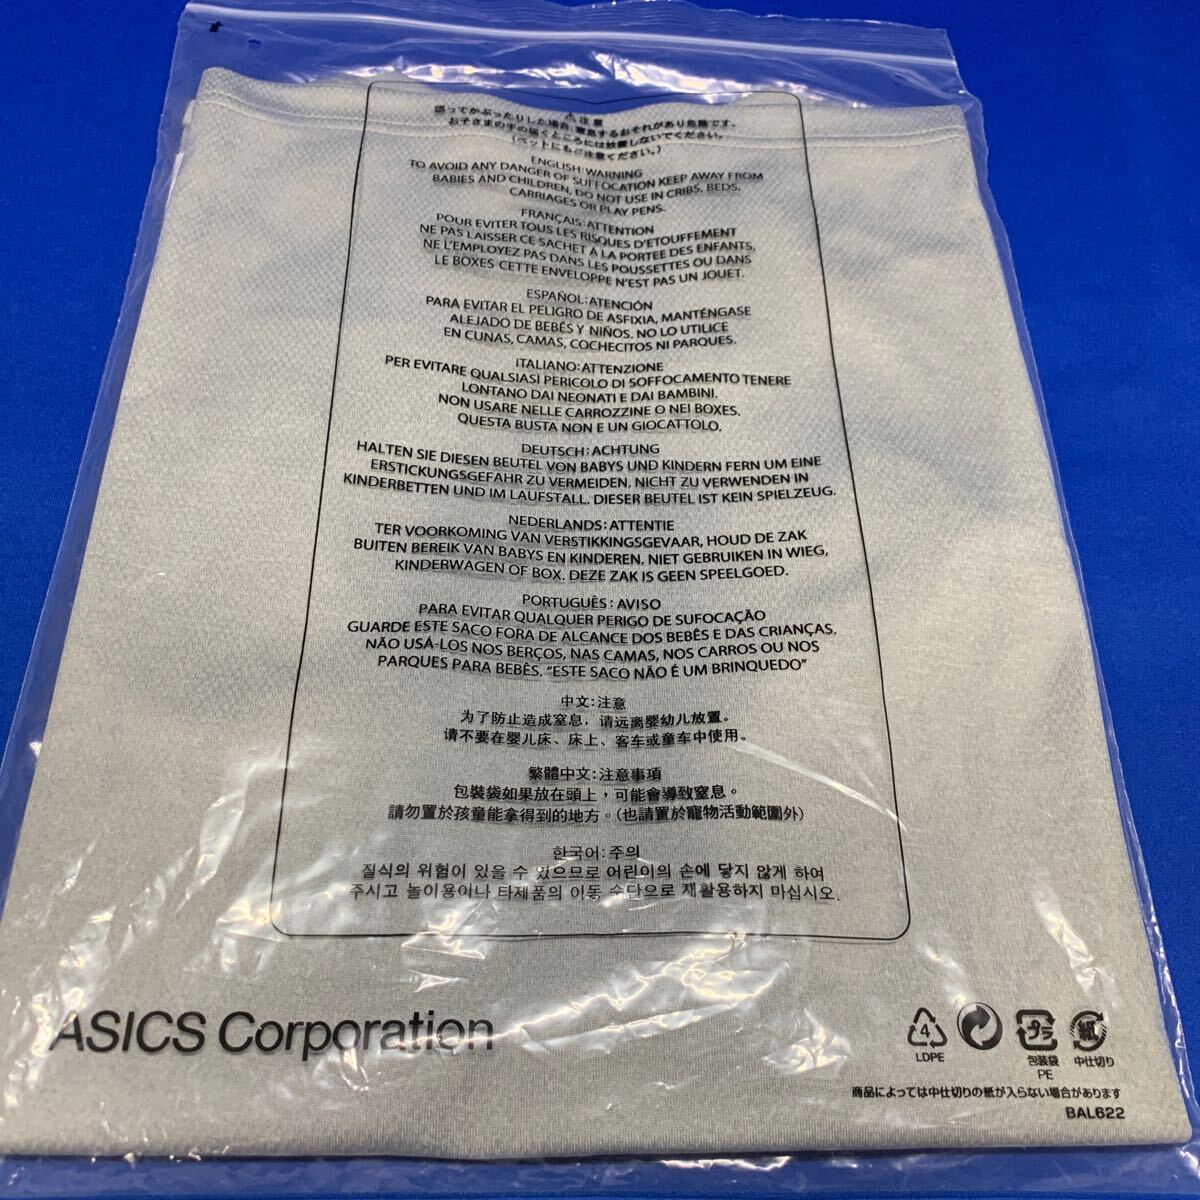 ⚠注意
誤ってかぶったりした場合、窒息するおそれがあり危険です。
お子さまの手の届くところには放置しないでください。
(ペットにもご注意ください。)
ENGLISH:WARNING
TO AVOID ANY DANGER OF SUFFOCATION KEEP AWAY FROM
BABIES AND CHILDREN, DO NOT USE IN CRIBS, BEDS,
CARRIAGES OR PLAY PENS.
FRANÇAIS:ATTENTION
POUR EVITER TOUS LES RISQUES D'ETOUFFEMENT
NE PAS LAISSER CE SACHET A LA PORTEE DES ENFANTS,
NE L'EMPLOYEZ PAS DANS LES POUSSETTES OU DANS
LE BOXES CETTE ENVELOPPE N'EST PAS UN JOUET.
ESPAÑOL:ATENCIÓN
PARA EVITAR EL PELIGRO DE ASFIXIA, MANTÉNGASE
ALEJADO DE BEBÉS Y NIÑOS. NO LO UTILICE
EN CUNAS, CAMAS, COCHECITOS NI PARQUES.
ITALIANO:ATTENZIONE
PER EVITARE QUALSIASI PERICOLO DI SOFFOCAMENTO TENERE
LONTANO DAI NEONATI E DAI BAMBINI.
NON USARE NELLE CARROZZINE O NEI BOXES.
QUESTA BUSTA NON E UN GIOCATTOLO.
DEUTSCH:ACHTUNG
HALTEN SIE DIESEN BEUTEL VON BABYS UND KINDERN FERN UM EINE
ERSTICKUNGSGEFAHR ZU VERMEIDEN. NICHT ZU VERWENDEN IN
KINDERBETTEN UND IM LAUFSTALL. DIESER BEUTEL IST KEIN SPIELZEUG.
NEDERLANDS:ATTENTIE
TER VOORKOMING VAN VERSTIKKINGSGEVAAR, HOUD DE ZAK
BUITEN BEREIK VAN BABYS EN KINDEREN. NIET GEBRUIKEN IN WIEG,
KINDERWAGEN OF BOX. DEZE ZAK IS GEEN SPEELGOED.
PORTUGUÊS:AVISO
PARA EVITAR QUALQUER PERIGO DE SUFOCAÇÃO
GUARDE ESTE SACO FORA DE ALCANCE DOS BEBÊS E DAS CRIANÇAS.
NÃO USÁ-LOS NOS BERÇOS, NAS CAMAS, NOS CARROS OU NOS
PARQUES PARA BEBÊS. "ESTE SACO NÃO É UM BRINQUEDO"
中文:注意
为了防止造成窒息，请远离婴幼儿放置。
请不要在婴儿床、床上、客车或童车中使用。
繁體中文:注意事項
包裝袋如果放在頭上，可能會導致窒息。
請勿置於孩童能拿得到的地方。(也請置於寵物活動範圍外)
한국어:주의
질식의 위험이 있을 수 있으므로 어린이의 손에 닿지 않게 하여
주시고 놀이용이나 타제품의 이동 수단으로 재활용하지 마십시오.
ASICS Corporation
4
LDPE
プラ
包装袋
PE
紙
中仕切り
商品によっては中仕切りの紙が入らない場合があります
BAL622